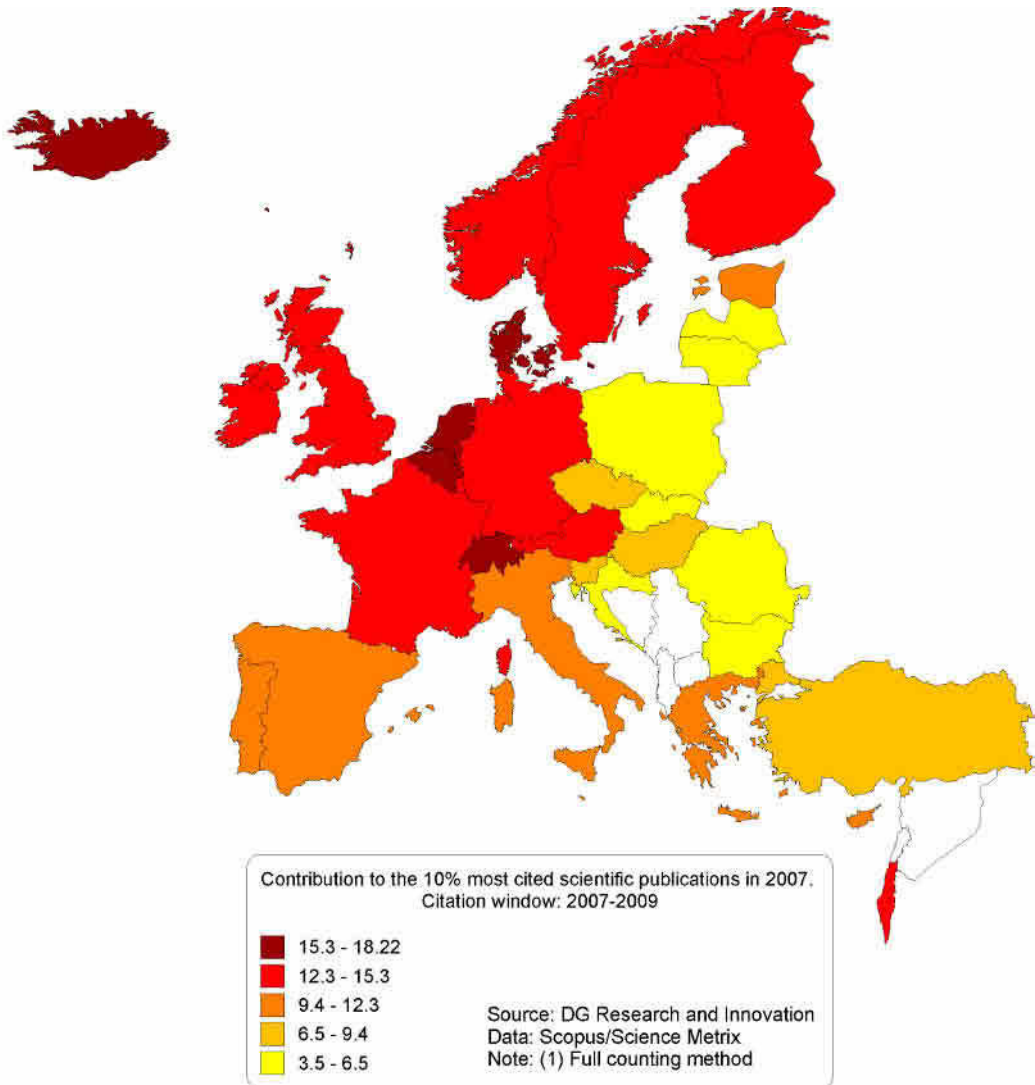 Contribution to the 10% most cited scientific publications in 2007.
Citation window: 2007-2009
15.3 - 18.22
12.3 - 15.3
9.4 - 12.3
6.5 - 9.4
3.5 - 6.5
Source: DG Research and Innovation
Data: Scopus/Science Metrix
Note: (1) Full counting method